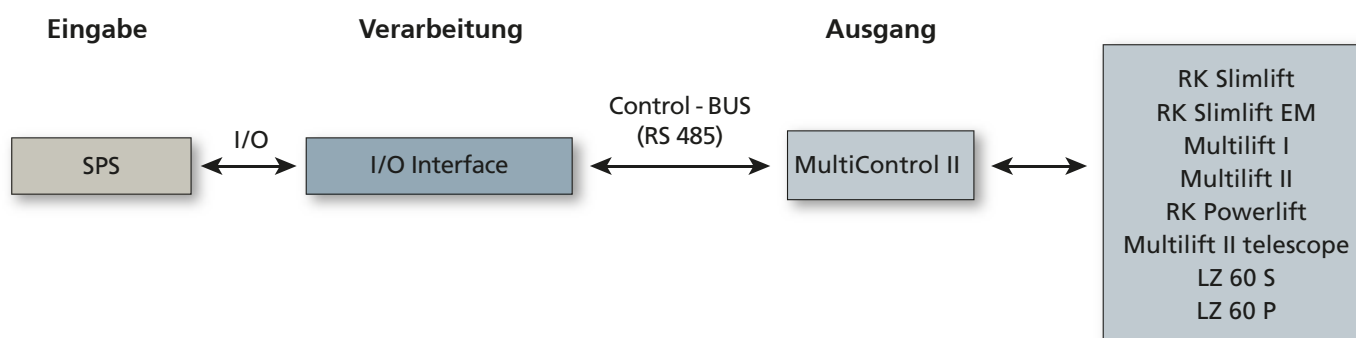 Eingabe
Verarbeitung
Ausgang
SPS
I/O
I/O Interface
Control - BUS
(RS 485)
MultiControl II
RK Slimlift
RK Slimlift EM
Multilift I
Multilift II
RK Powerlift
Multilift II telescope
LZ 60 S
LZ 60 P